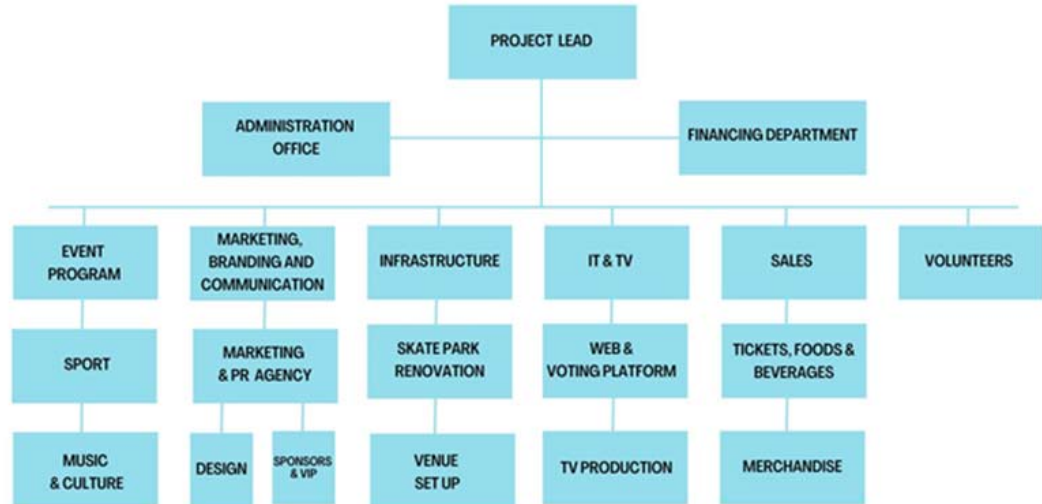 PROJECT LEAD
ADMINISTRATION
OFFICE
FINANCING DEPARTMENT
EVENT
PROGRAM
MARKETING,
BRANDING AND
COMMUNICATION
INFRASTRUCTURE
IT & TV
SALES
VOLUNTEERS
SPORT
MARKETING
& PR AGENCY
SKATE PARK
RENOVATION
WEB &
VOTING PLATFORM
TICKETS, FOODS &
BEVERAGES
MUSIC
& CULTURE
DESIGN
SPONSORS
& VIP
VENUE
SET UP
TV PRODUCTION
MERCHANDISE